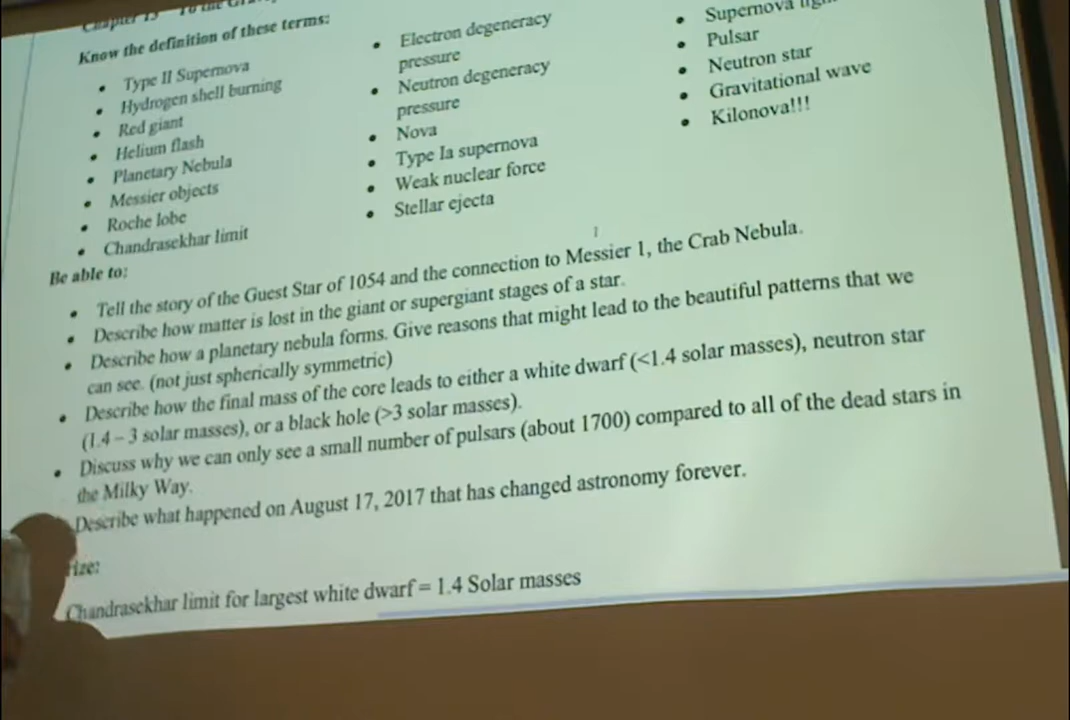 Chapter 13 To the
Know the definition of these terms:
• Type II Supernova
• Hydrogen shell burning
• Red giant
• Helium flash
• Planetary Nebula
• Messier objects
• Roche lobe
• Chandrasekhar limit
• Electron degeneracy
pressure
• Neutron degeneracy
pressure
• Nova
• Type Ia supernova
• Weak nuclear force
• Stellar ejecta
• Supernova
• Pulsar
• Neutron star
• Gravitational wave
• Kilonova!!!
Be able to:
• Tell the story of the Guest Star of 1054 and the connection to Messier 1, the Crab Nebula.
• Describe how matter is lost in the giant or supergiant stages of a star.
• Describe how a planetary nebula forms. Give reasons that might lead to the beautiful patterns that we
can see. (not just spherically symmetric)
• Describe how the final mass of the core leads to either a white dwarf (<1.4 solar masses), neutron star
(1.4 – 3 solar masses), or a black hole (>3 solar masses).
• Discuss why we can only see a small number of pulsars (about 1700) compared to all of the dead stars in
the Milky Way.
Describe what happened on August 17, 2017 that has changed astronomy forever.
rize:
Chandrasekhar limit for largest white dwarf = 1.4 Solar masses